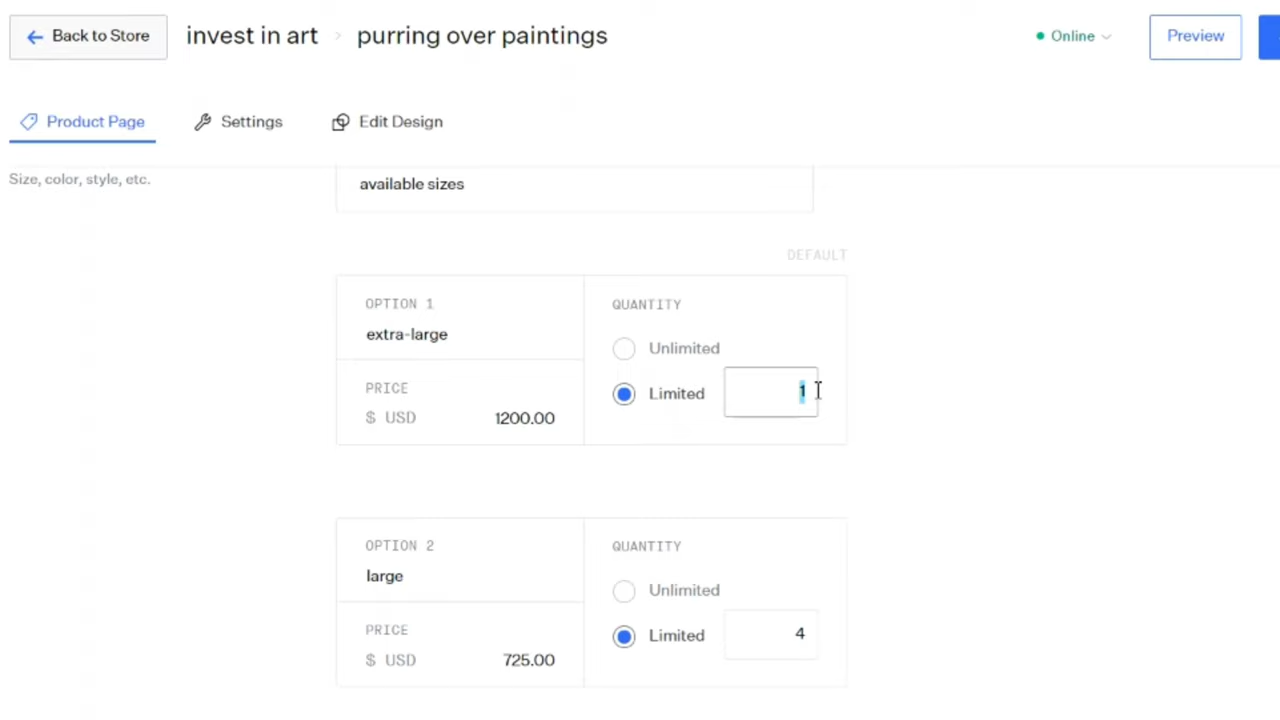 Back to Store
invest in art
purring over paintings
Online
Preview
Product Page
Settings
Edit Design
Size, color, style, etc.
available sizes
DEFAULT
OPTION 1
extra-large
PRICE
$ USD 1200.00
QUANTITY
Unlimited
Limited 1
OPTION 2
large
PRICE
$ USD 725.00
QUANTITY
Unlimited
Limited 4